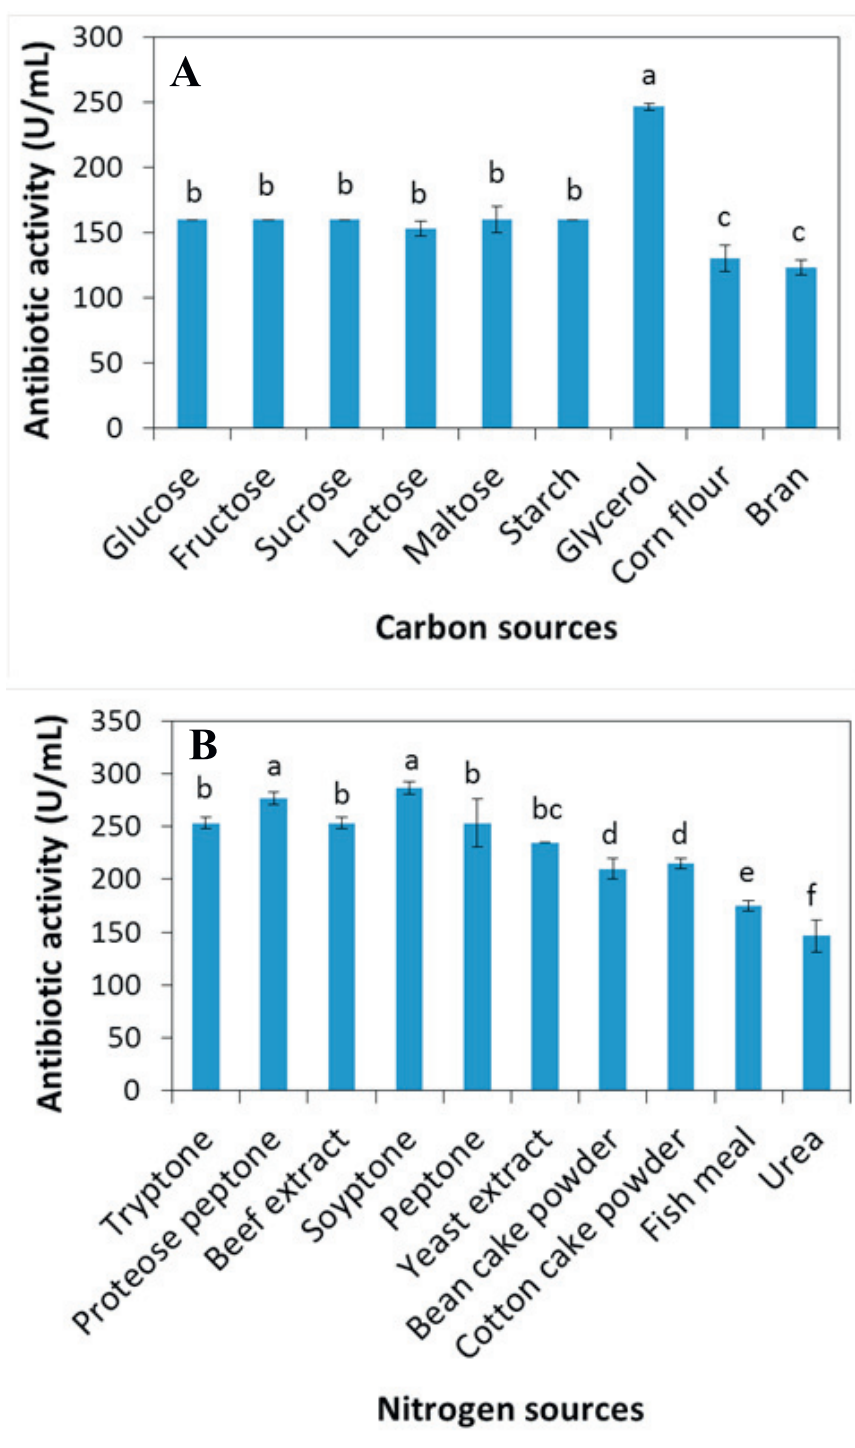 A
Antibiotic activity (U/mL)
300
250
200
150
100
50
0
b
b
b
b
b
b
a
c
c
Glucose
Fructose
Sucrose
Lactose
Maltose
Starch
Glycerol
Corn flour
Bran
Carbon sources
B
Antibiotic activity (U/mL)
350
300
250
200
150
100
50
0
b
a
b
a
b
bc
d
d
e
f
Tryptone
Proteose peptone
Beef extract
Soyptone
Peptone
Yeast extract
Bean cake powder
Cotton cake powder
Fish meal
Urea
Nitrogen sources